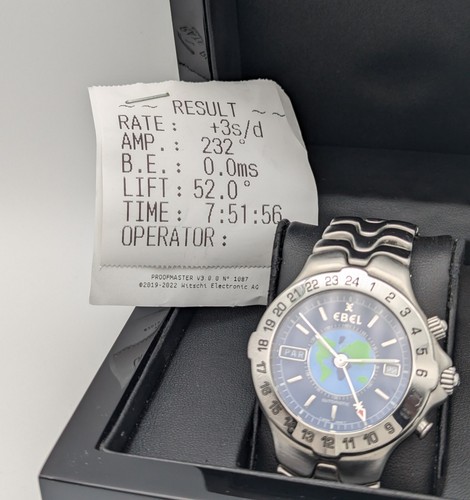 ~ ~ RESULT ~ ~
RATE: +3s/d
AMP.: 232°
B.E.: 0.0ms
LIFT: 52.0°
TIME: 7:51:56
OPERATOR:
PROOFMASTER V3.0.0 N° 1087
©2019-2022 Witschi Electronic AG
24 1 2 3 4 5 6 9 10 11 12 13 14 15 16 17 18 19 20 21 22 23
EBEL
PAR